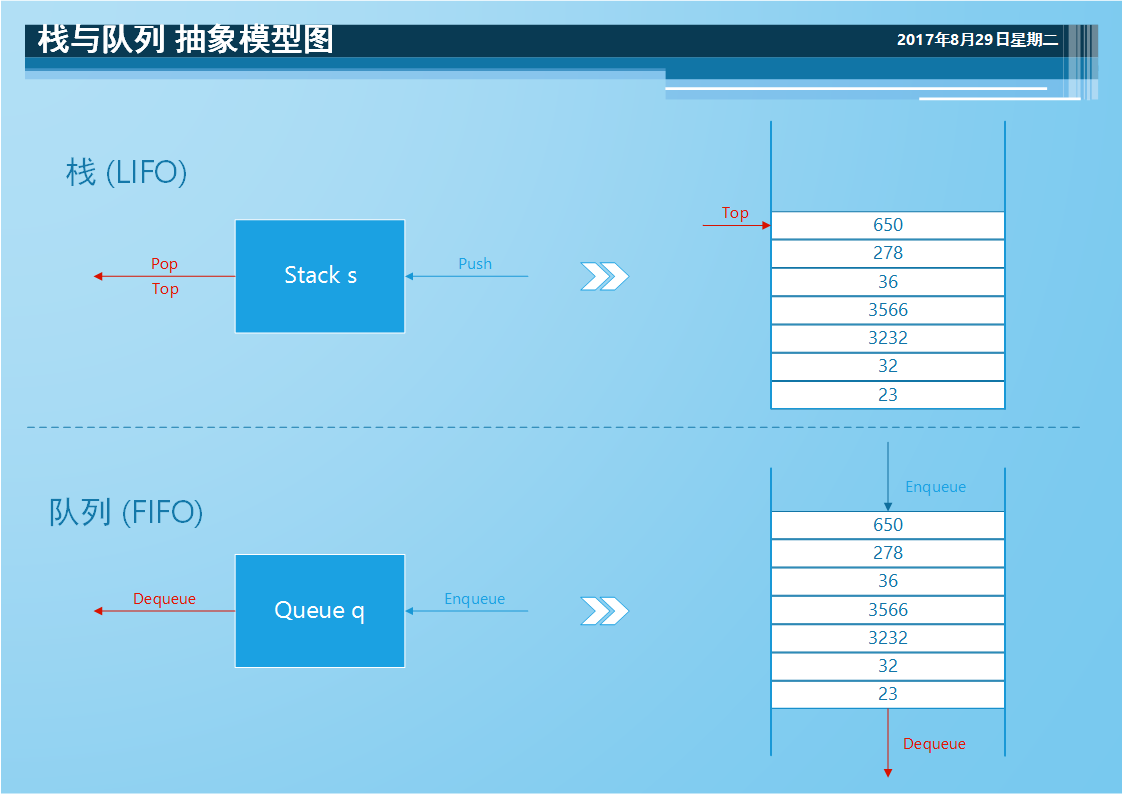 栈与队列 抽象模型图
2017年8月29日星期二
栈 (LIFO)
Pop
Top
Stack s
Push
Top
650
278
36
3566
3232
32
23
队列 (FIFO)
Dequeue
Queue q
Enqueue
Enqueue
650
278
36
3566
3232
32
23
Dequeue